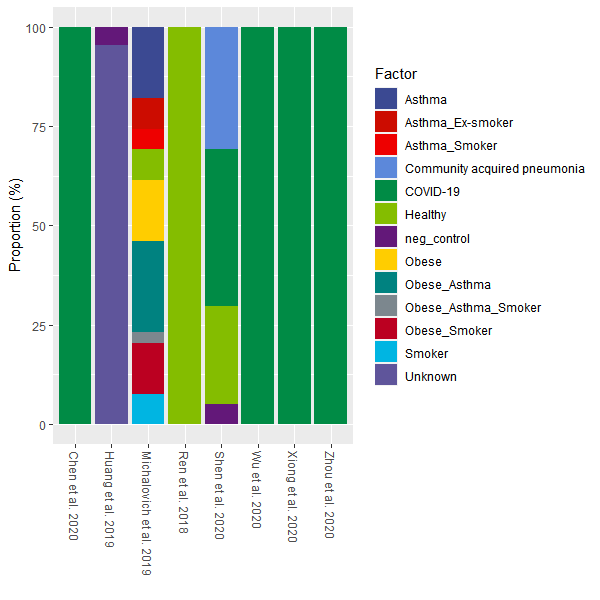 Proportion (%)
100
75
50
25
0
Chen et al. 2020
Huang et al. 2019
Michalovich et al. 2019
Ren et al. 2018
Shen et al. 2020
Wu et al. 2020
Xiong et al. 2020
Zhou et al. 2020
Factor
Asthma
Asthma_Ex-smoker
Asthma_Smoker
Community acquired pneumonia
COVID-19
Healthy
neg_control
Obese
Obese_Asthma
Obese_Asthma_Smoker
Obese_Smoker
Smoker
Unknown